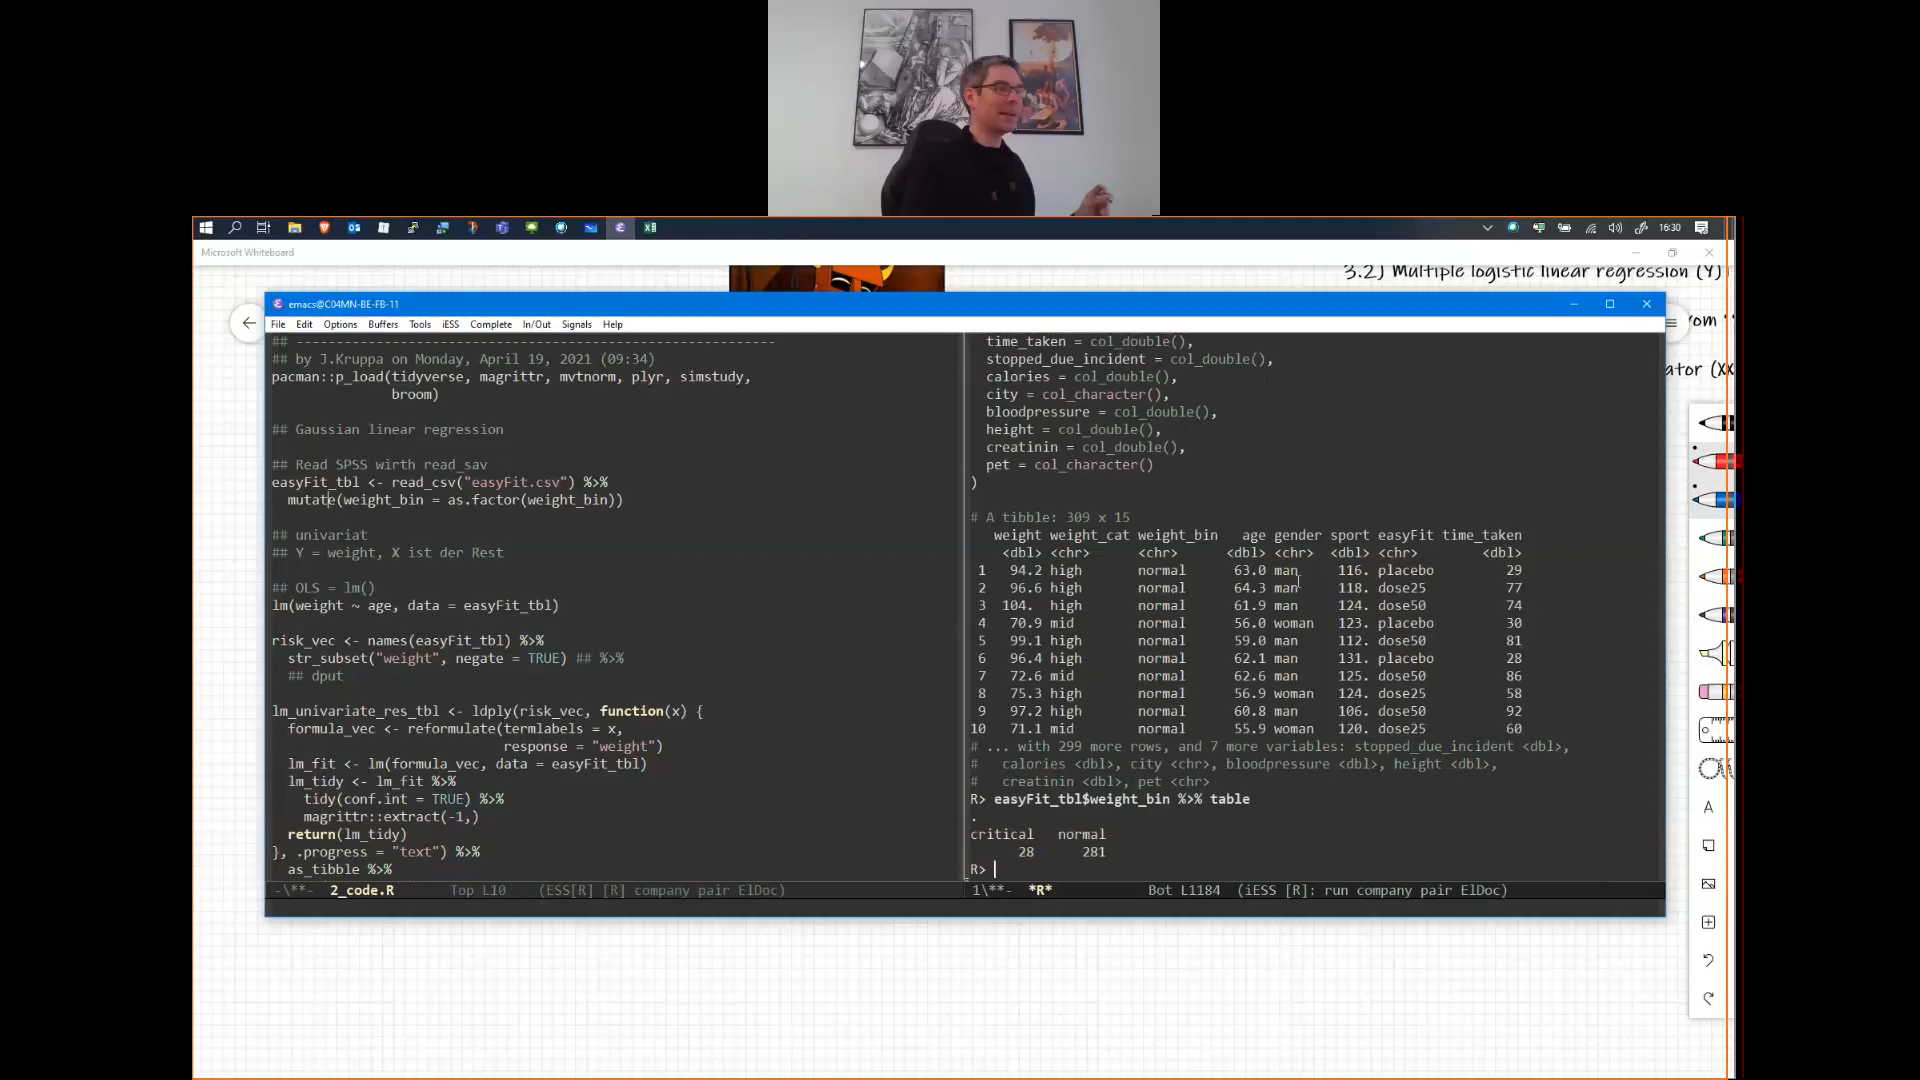 16:30
Microsoft Whiteboard
3.2) Multiple logistic linear regression (Y)
emacs@C04MN-BE-FB-11
File Edit Options Buffers Tools iESS Complete In/Out Signals Help
## -------------------------------------------------------------
## by J.Kruppa on Monday, April 19, 2021 (09:34)
pacman::p_load(tidyverse, magrittr, mvtnorm, plyr, simstudy,
broom)
## Gaussian linear regression
## Read SPSS wirth read_sav
easyFit_tbl <- read_csv("easyFit.csv") %>%
mutate(weight_bin = as.factor(weight_bin))
## univariat
## Y = weight, X ist der Rest
## OLS = lm()
lm(weight ~ age, data = easyFit_tbl)
risk_vec <- names(easyFit_tbl) %>%
str_subset("weight", negate = TRUE) ## %>%
## dput
lm_univariate_res_tbl <- ldply(risk_vec, function(x) {
formula_vec <- reformulate(termlabels = x,
response = "weight")
lm_fit <- lm(formula_vec, data = easyFit_tbl)
lm_tidy <- lm_fit %>%
tidy(conf.int = TRUE) %>%
magrittr::extract(-1,)
return(lm_tidy)
}, .progress = "text") %>%
as_tibble %>%
-\**- 2_code.R Top L10 (ESS[R] [R] company pair ElDoc)
time_taken = col_double(),
stopped_due_incident = col_double(),
calories = col_double(),
city = col_character(),
bloodpressure = col_double(),
height = col_double(),
creatinin = col_double(),
pet = col_character()
)
# A tibble: 309 x 15
weight weight_cat weight_bin age gender sport easyFit time_taken
<dbl> <chr> <chr> <dbl> <chr> <dbl> <chr> <dbl>
1 94.2 high normal 63.0 man 116. placebo 29
2 96.6 high normal 64.3 man 118. dose25 77
3 104. high normal 61.9 man 124. dose50 74
4 70.9 mid normal 56.0 woman 123. placebo 30
5 99.1 high normal 59.0 man 112. dose50 81
6 96.4 high normal 62.1 man 131. placebo 28
7 72.6 mid normal 62.6 man 125. dose50 86
8 75.3 high normal 56.9 woman 124. dose25 58
9 97.2 high normal 60.8 man 106. dose50 92
10 71.1 mid normal 55.9 woman 120. dose25 60
# ... with 299 more rows, and 7 more variables: stopped_due_incident <dbl>,
# calories <dbl>, city <chr>, bloodpressure <dbl>, height <dbl>,
# creatinin <dbl>, pet <chr>
R> easyFit_tbl$weight_bin %>% table
.
critical normal
28 281
R>
1\**- *R* Bot L1184 (iESS [R]: run company pair ElDoc)
ator (XX